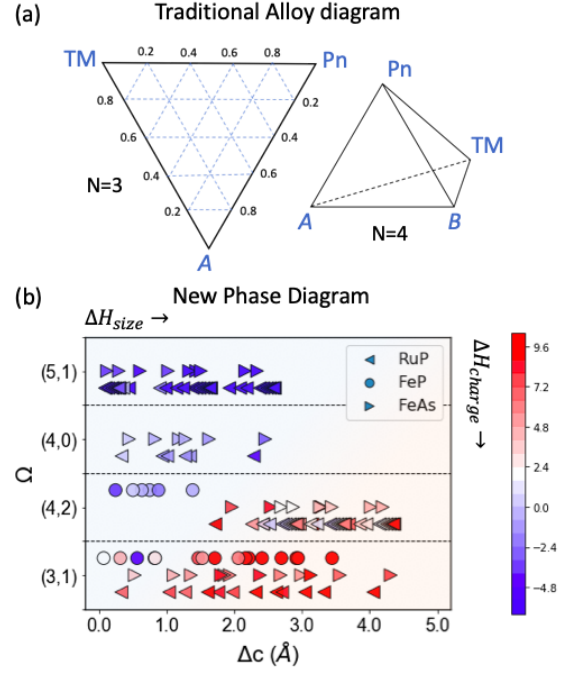 (a)
Traditional Alloy diagram
TM
0.2
0.4
0.6
0.8
Pn
0.8
0.2
0.6
0.4
0.4
0.6
0.2
0.8
N=3
A
Pn
TM
A
B
N=4
(b)
New Phase Diagram
ΔH_size →
ΔH_charge →
RuP
FeP
FeAs
(5,1)
(4,0)
(4,2)
(3,1)
Ω
0.0
1.0
2.0
3.0
4.0
5.0
Δc (Å)
9.6
7.2
4.8
2.4
0.0
−2.4
−4.8